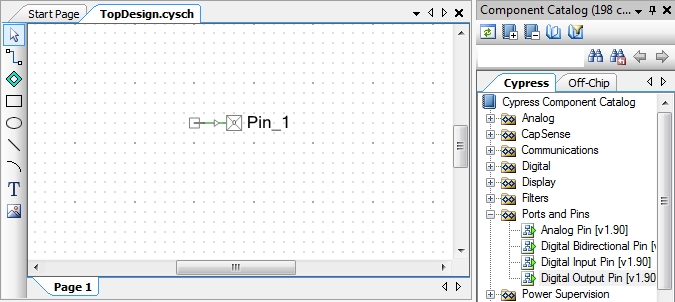 Start Page
TopDesign.cysch
T
Pin_1
Page 1
Component Catalog (198 c...
Cypress
Off-Chip
Cypress Component Catalog
Analog
CapSense
Communications
Digital
Display
Filters
Ports and Pins
Analog Pin [v1.90]
Digital Bidirectional Pin [v
Digital Input Pin [v1.90]
Digital Output Pin [v1.90
Power Supervision